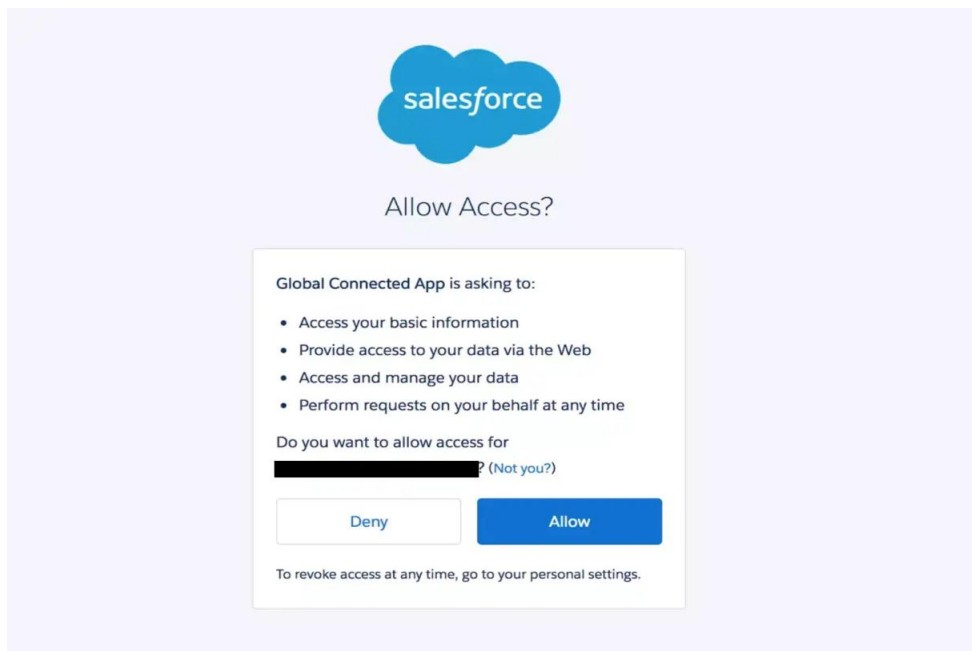 salesforce
Allow Access?
Global Connected App is asking to:
• Access your basic information
• Provide access to your data via the Web
• Access and manage your data
• Perform requests on your behalf at any time
Do you want to allow access for
? (Not you?)
Deny
Allow
To revoke access at any time, go to your personal settings.